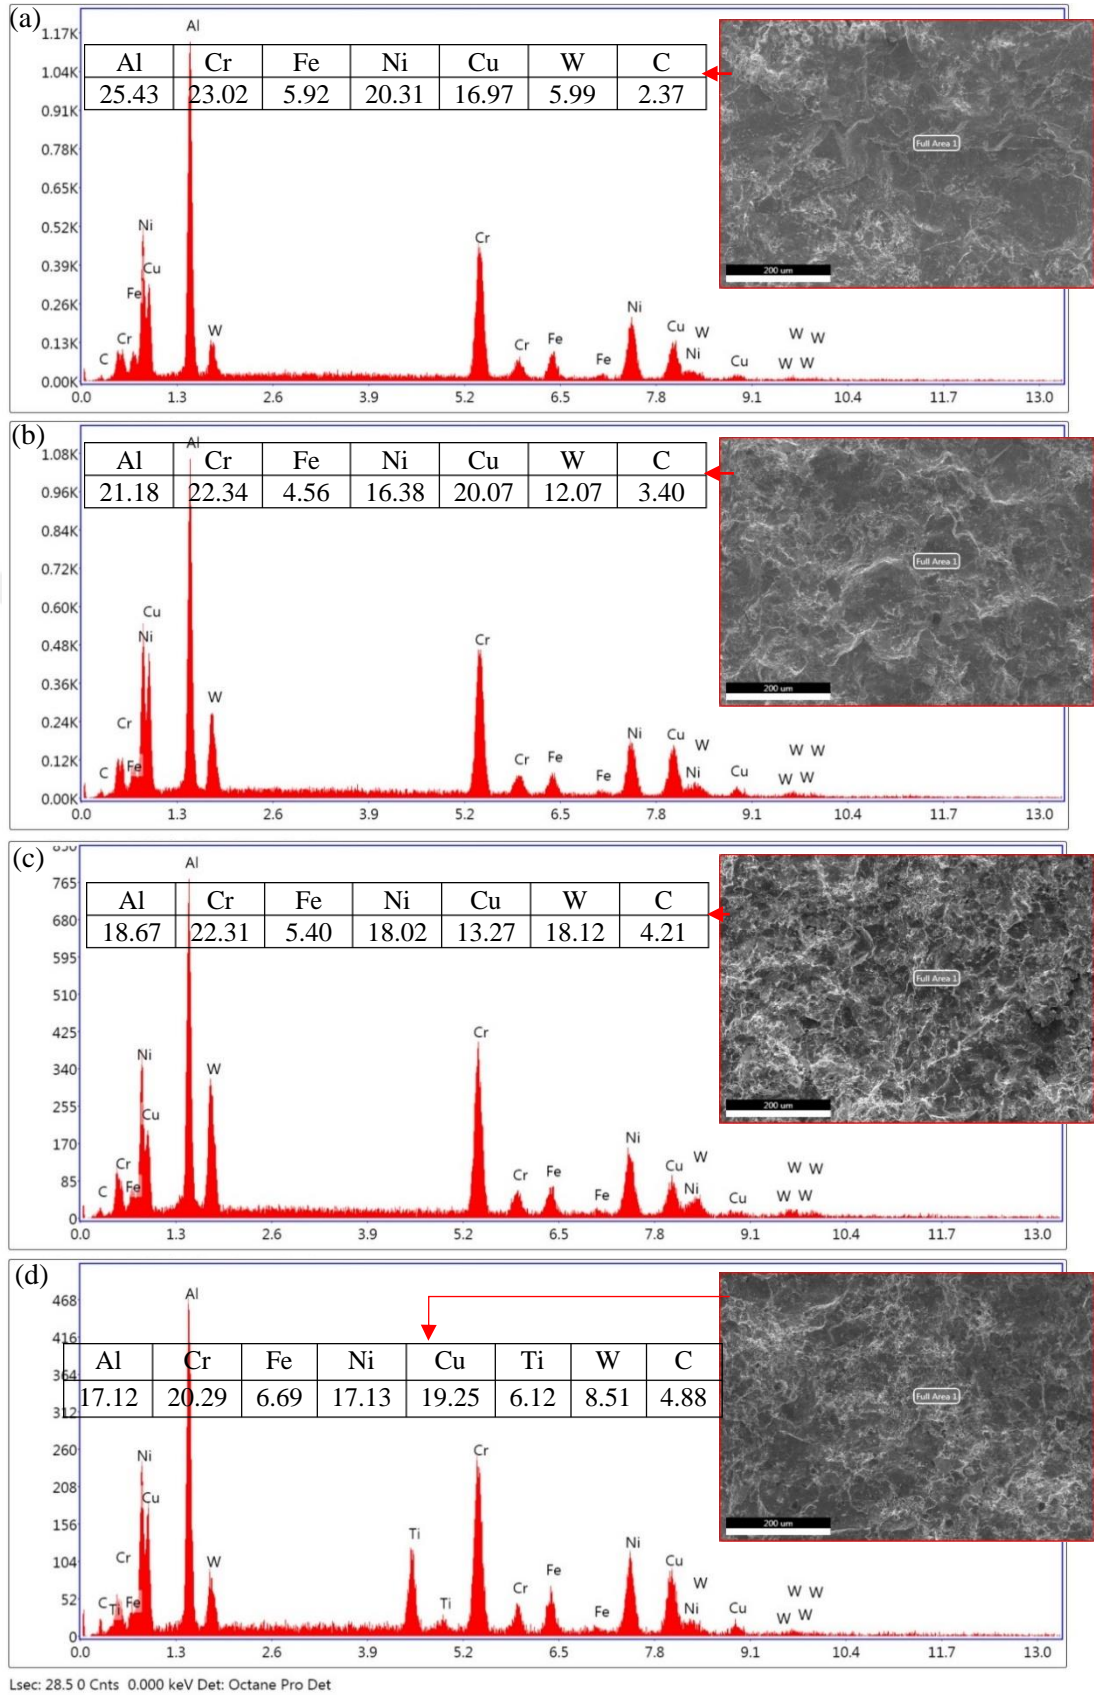 (a)
Al Cr Fe Ni Cu W C
25.43 23.02 5.92 20.31 16.97 5.99 2.37
1.17K
1.04K
0.91K
0.78K
0.65K
0.52K
0.39K
0.26K
0.13K
0.00K
Al
Ni
Cu
Fe
Cr
C
W
Cr
Cr
Fe
Fe
Ni
Cu
Ni
W
Cu
W W
W W
0.0 1.3 2.6 3.9 5.2 6.5 7.8 9.1 10.4 11.7 13.0
Full Area 1
200 um
(b)
Al Cr Fe Ni Cu W C
21.18 22.34 4.56 16.38 20.07 12.07 3.40
1.08K
0.96K
0.84K
0.72K
0.60K
0.48K
0.36K
0.24K
0.12K
0.00K
Al
Cu
Ni
Cr
Fe
C
W
Cr
Cr
Fe
Fe
Ni
Cu
Ni
W
Cu
W W
W W
0.0 1.3 2.6 3.9 5.2 6.5 7.8 9.1 10.4 11.7 13.0
Full Area 1
200 um
(c)
Al Cr Fe Ni Cu W C
18.67 22.31 5.40 18.02 13.27 18.12 4.21
850
765
680
595
510
425
340
255
170
85
0
Al
Ni
Cu
Cr
Fe
C
W
Cr
Cr
Fe
Fe
Ni
Cu
Ni
W
Cu
W W
W W
0.0 1.3 2.6 3.9 5.2 6.5 7.8 9.1 10.4 11.7 13.0
Full Area 1
200 um
(d)
Al Cr Fe Ni Cu Ti W C
17.12 20.29 6.69 17.13 19.25 6.12 8.51 4.88
468
416
364
312
260
208
156
104
52
0
Al
Ni
Cu
Cr
C
Ti
Fe
W
Ti
Ti
Cr
Cr
Fe
Fe
Ni
Cu
Ni
W
Cu
W W
W W
0.0 1.3 2.6 3.9 5.2 6.5 7.8 9.1 10.4 11.7 13.0
Full Area 1
200 um
Lsec: 28.5 0 Cnts 0.000 keV Det: Octane Pro Det